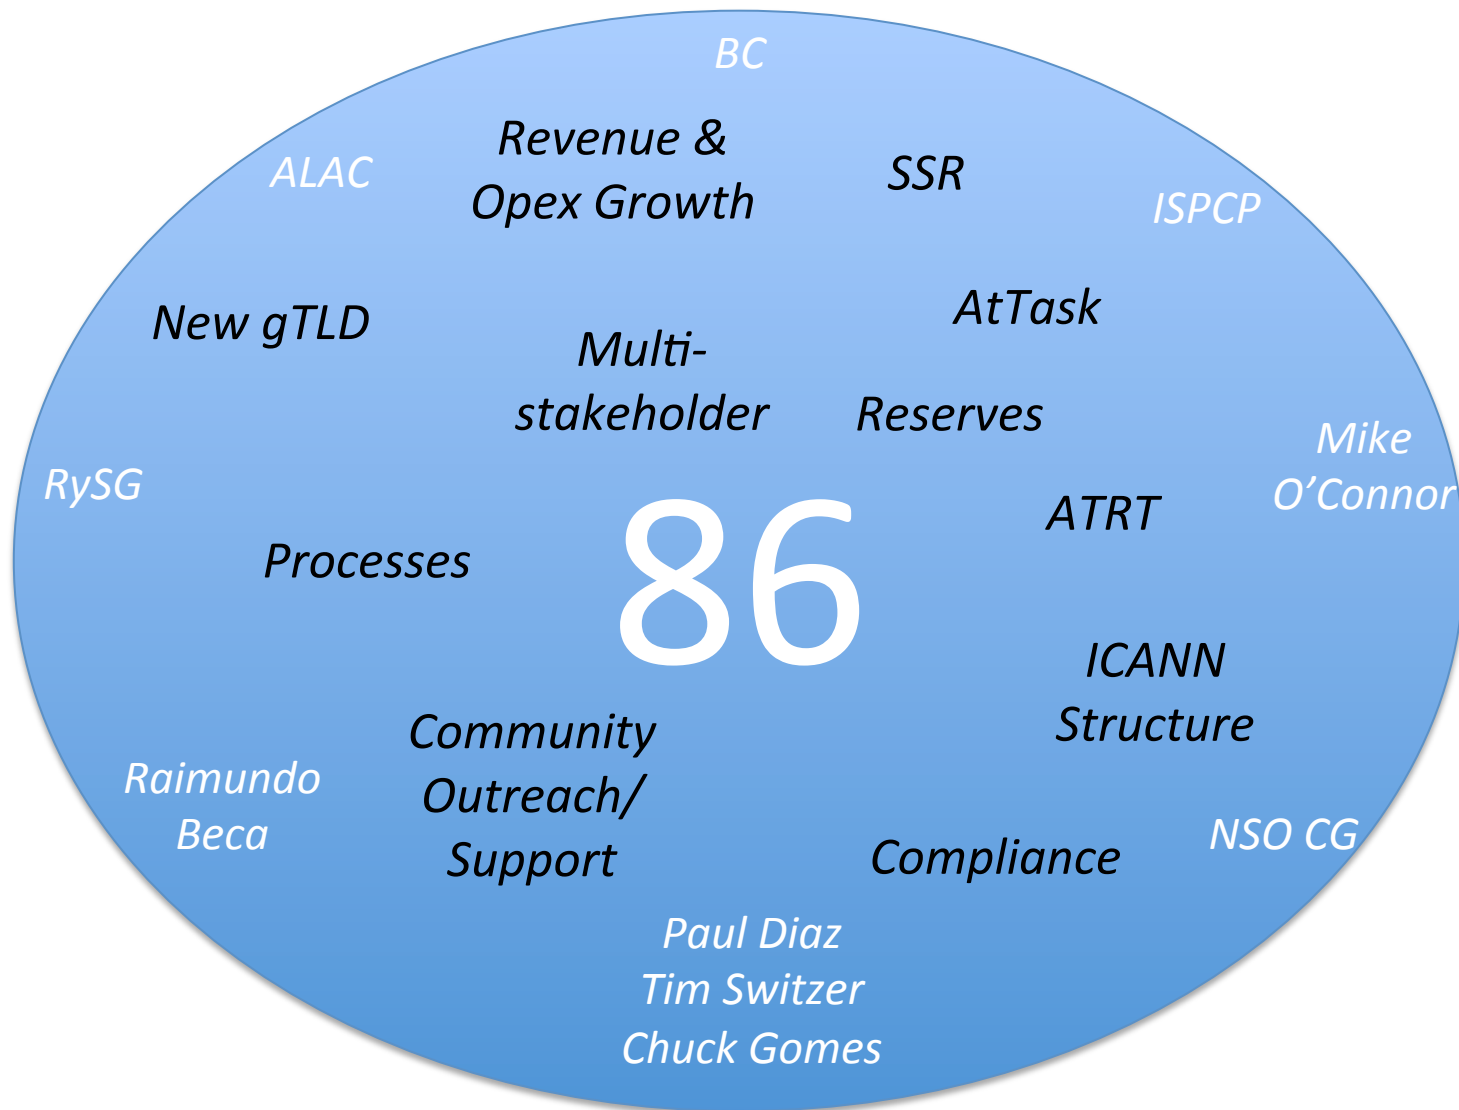 BC
Revenue &
Opex Growth
ALAC
SSR
ISPCP
New gTLD
AtTask
Multi-
stakeholder
Reserves
Mike
O’Connor
RySG
86
ATRT
Processes
ICANN
Structure
Community
Outreach/
Support
Raimundo
Beca
NSO CG
Compliance
Paul Diaz
Tim Switzer
Chuck Gomes